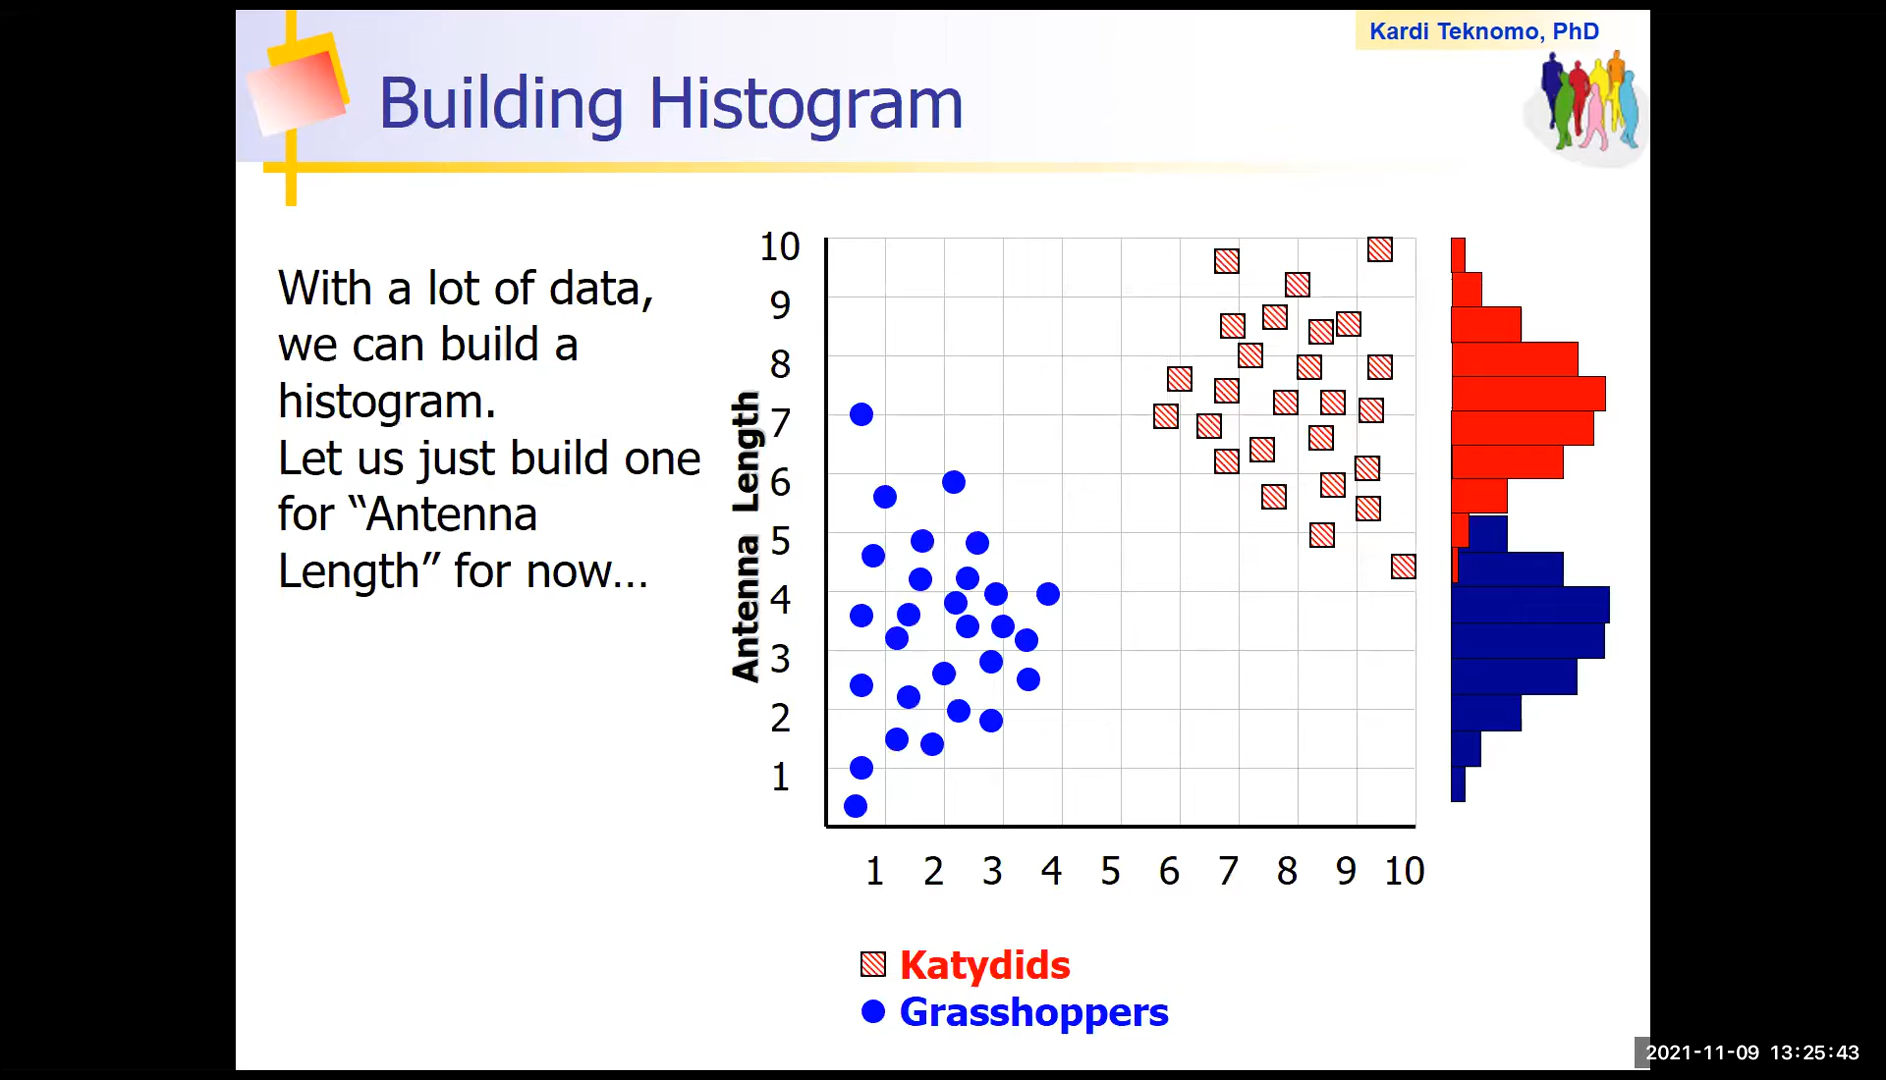 Kardi Teknomo, PhD
Building Histogram
With a lot of data,
we can build a
histogram.
Let us just build one
for “Antenna
Length” for now…
Antenna Length
10
9
8
7
6
5
4
3
2
1
1 2 3 4 5 6 7 8 9 10
Katydids
Grasshoppers
2021-11-09 13:25:43